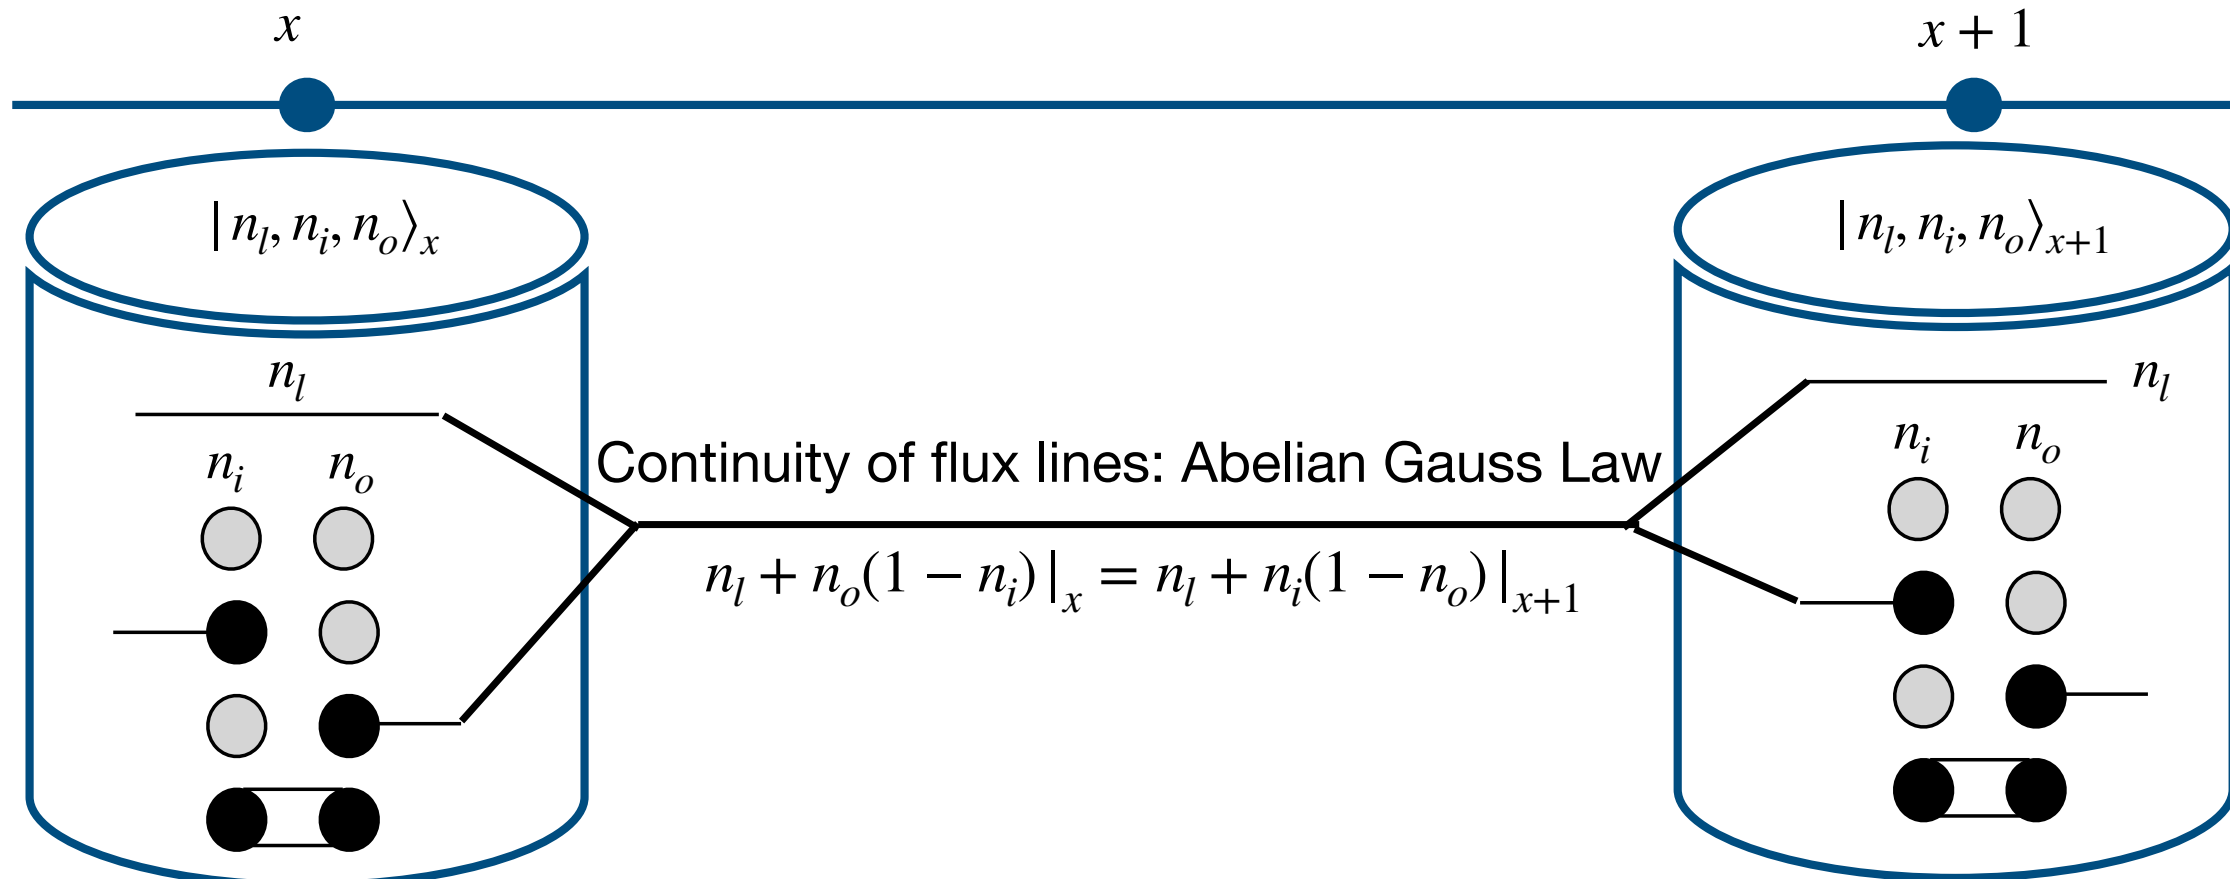 x
x + 1
| n_l, n_i, n_o⟩_x
| n_l, n_i, n_o⟩_{x+1}
n_l
n_l
n_i n_o
n_i n_o
Continuity of flux lines: Abelian Gauss Law
n_l + n_o(1 − n_i)|_x = n_l + n_i(1 − n_o)|_{x+1}